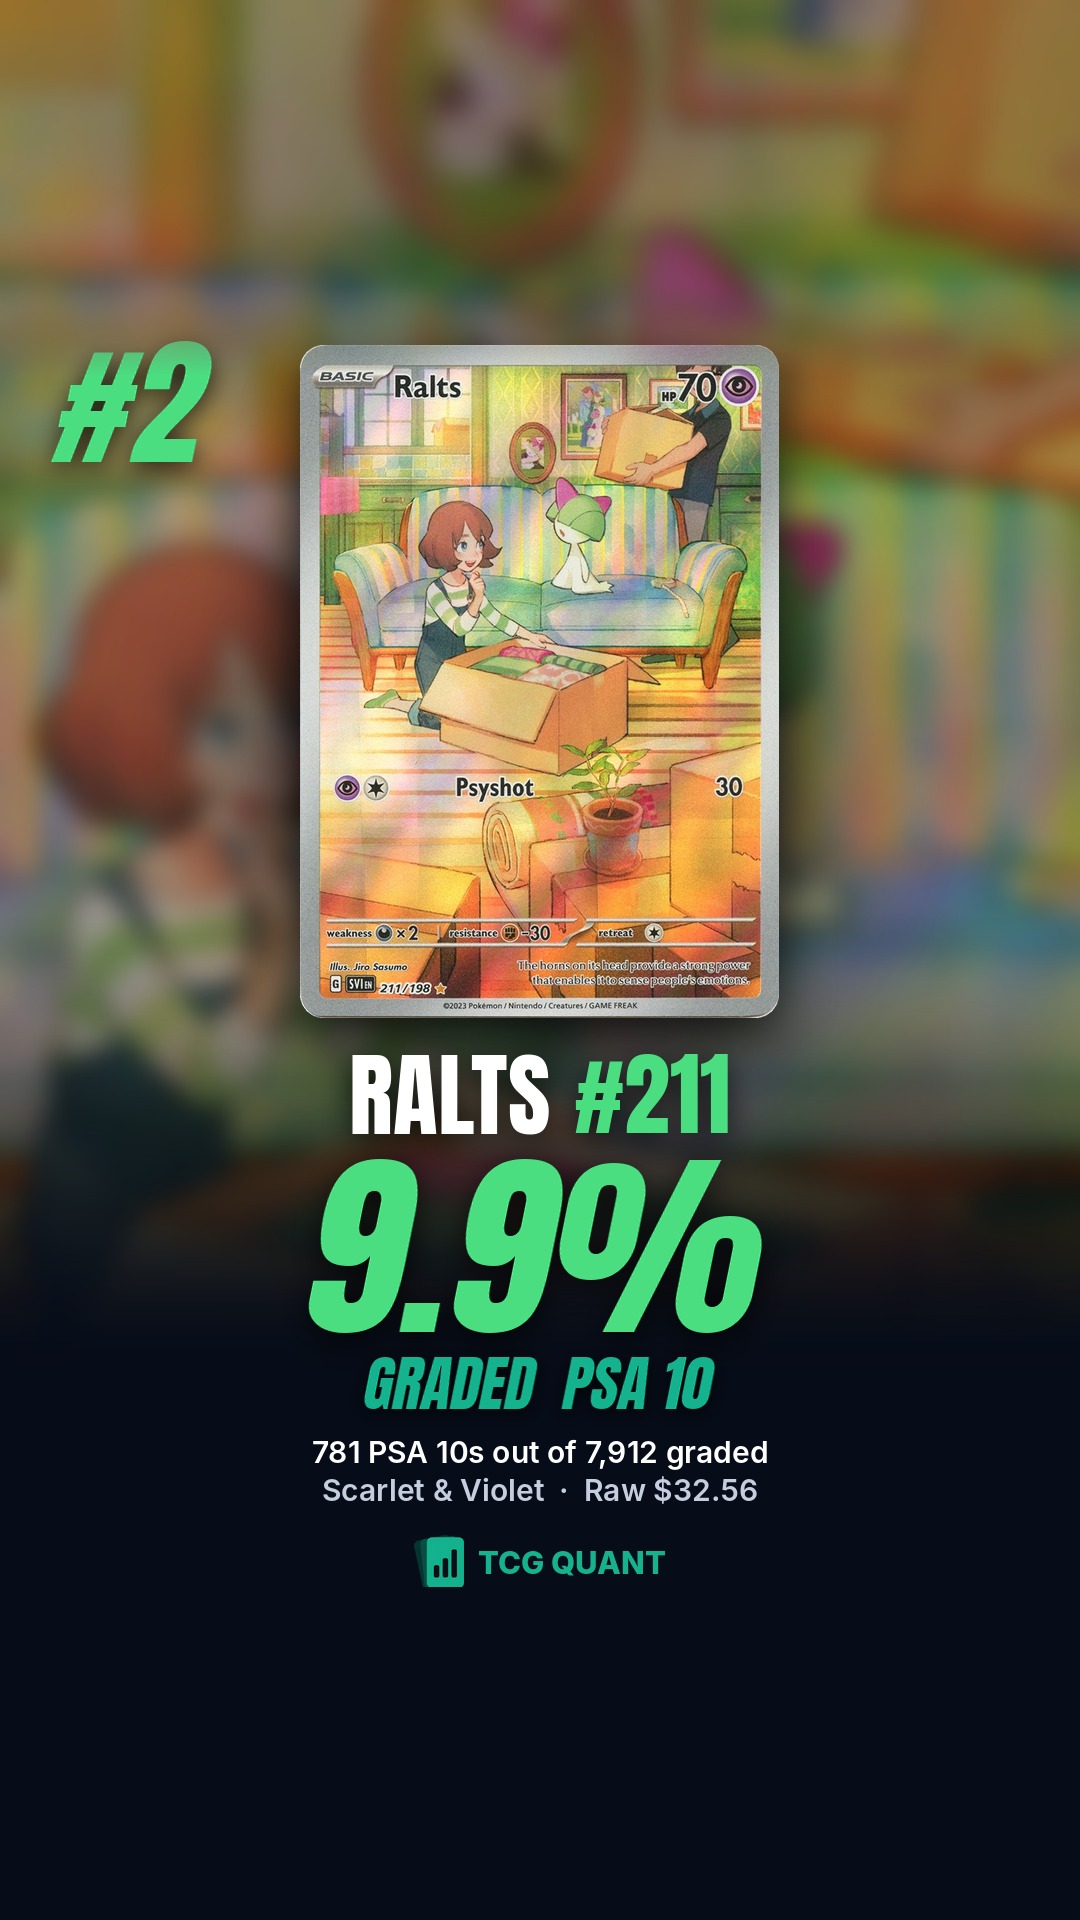 #2
BASIC Ralts HP 70
Psyshot 30
weakness ×2 resistance -30 retreat
Illus. Jiro Sasumo
The horns on its head provide a strong power
that enables it to sense people's emotions.
G SVI EN 211/198
©2023 Pokémon / Nintendo / Creatures / GAME FREAK
RALTS #211
9.9%
GRADED PSA 10
781 PSA 10s out of 7,912 graded
Scarlet & Violet · Raw $32.56
TCG QUANT